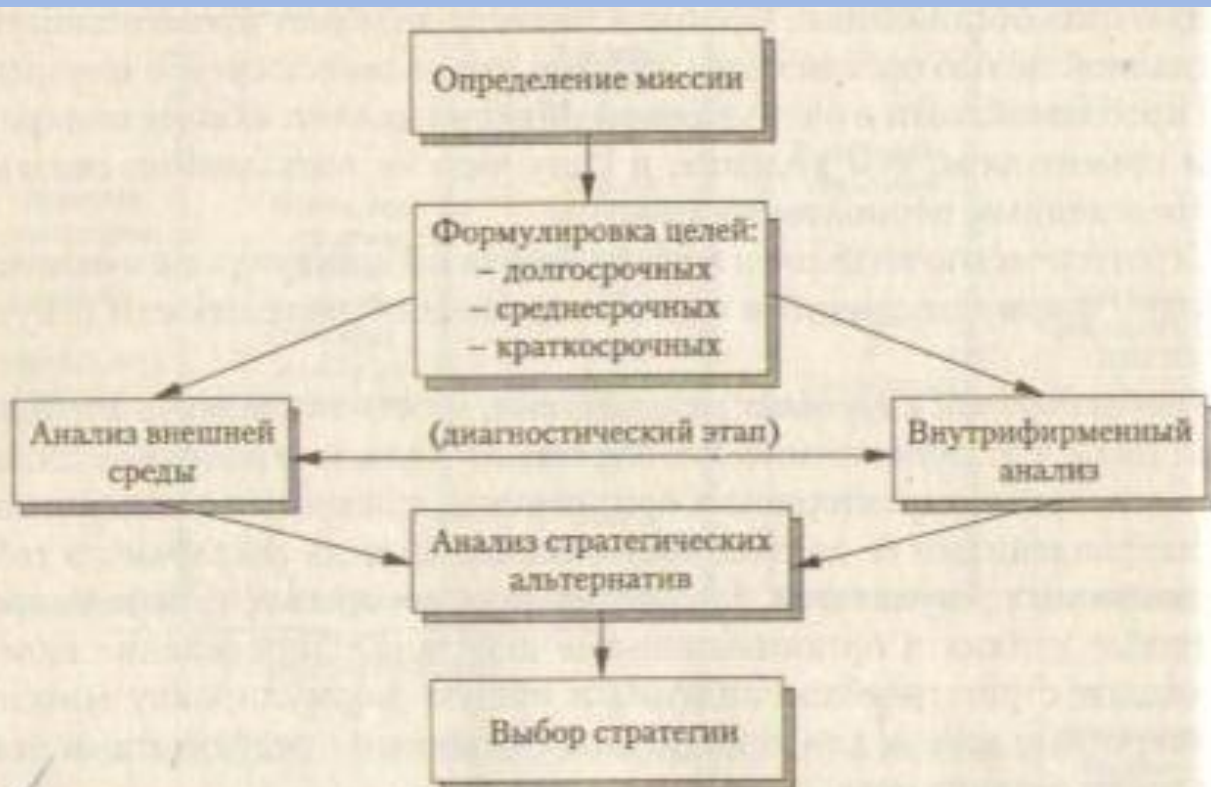 Определение миссии
Формулировка целей:
– долгосрочных
– среднесрочных
– краткосрочных
Анализ внешней
среды
(диагностический этап)
Внутрифирменный
анализ
Анализ стратегических
альтернатив
Выбор стратегии